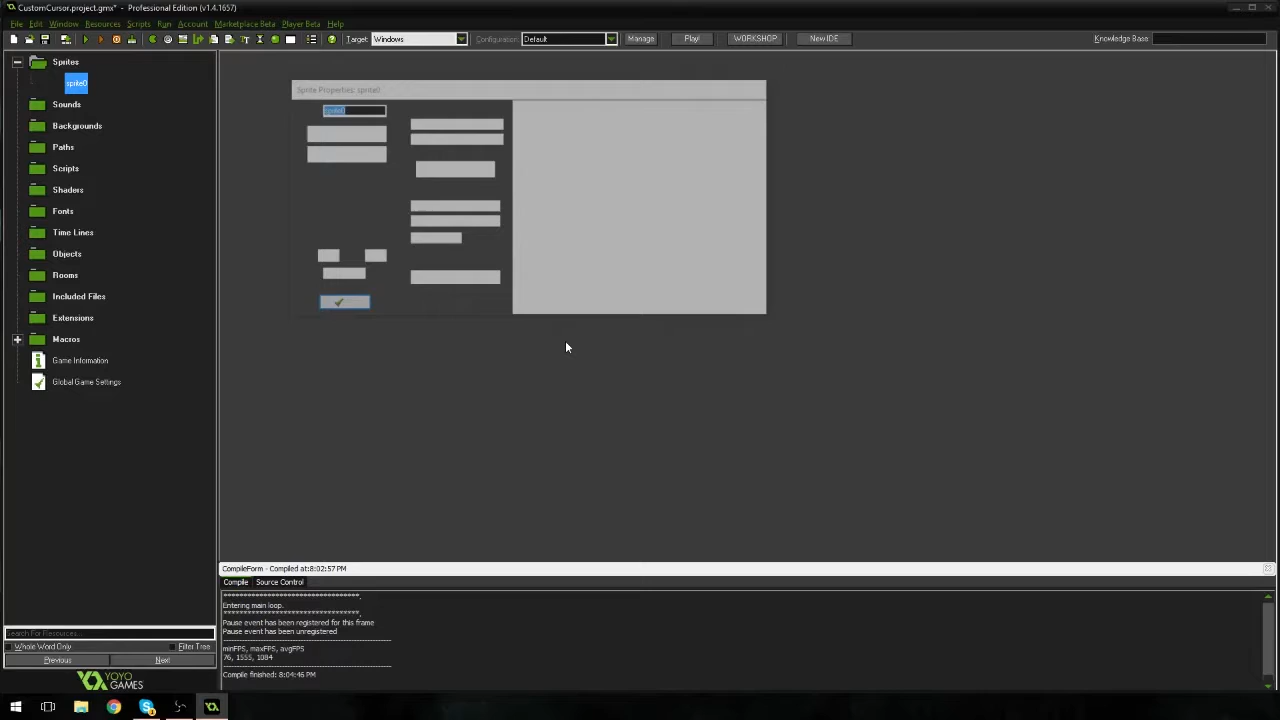 CustomCursor.project.gmx* - Professional Edition (v1.4.1657)
File Edit Window Resources Scripts Run Account Marketplace Beta Player Beta Help
Target: Windows Configuration: Default Manage Play! WORKSHOP New IDE Knowledge Base:
Sprites
sprite0
Sounds
Backgrounds
Paths
Scripts
Shaders
Fonts
Time Lines
Objects
Rooms
Included Files
Extensions
Macros
Game Information
Global Game Settings
Sprite Properties: sprite0
sprite0
CompileForm - Compiled at:8:02:57 PM
Compile Source Control
***********************************.
Entering main loop.
***********************************.
Pause event has been registered for this frame
Pause event has been unregistered
minFPS, maxFPS, avgFPS
76, 1555, 1084
Compile finished: 8:04:46 PM
Search For Resources...
Whole Word Only Filter Tree
Previous Next
YOYO
GAMES